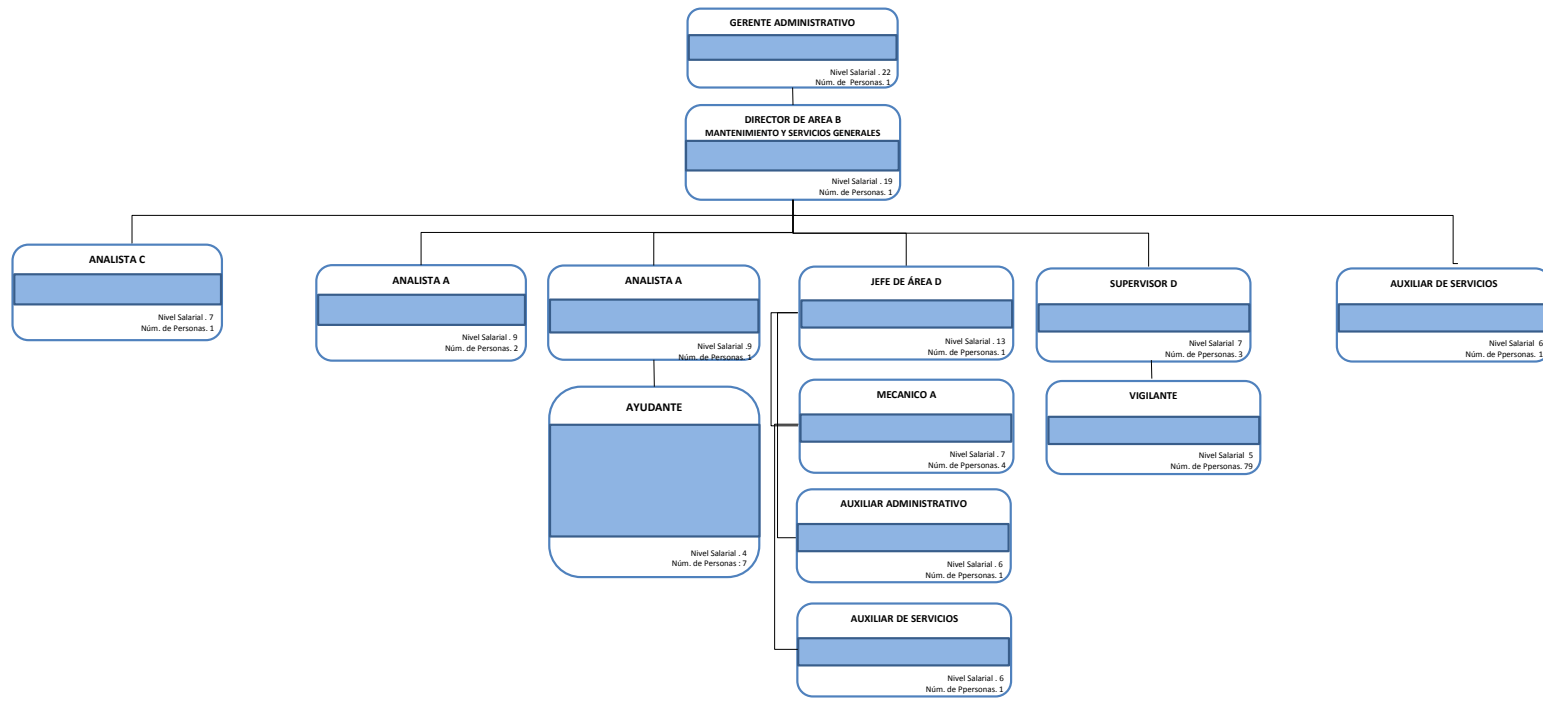 GERENTE ADMINISTRATIVO
Nivel Salarial . 22
Núm. de Personas. 1
DIRECTOR DE AREA B
MANTENIMIENTO Y SERVICIOS GENERALES
Nivel Salarial . 19
Núm. de Personas. 1
ANALISTA C
Nivel Salarial . 7
Núm. de Personas. 1
ANALISTA A
Nivel Salarial . 9
Núm. de Personas. 2
ANALISTA A
Nivel Salarial .9
Núm. de Personas. 1
AYUDANTE
Nivel Salarial . 4
Núm. de Personas : 7
JEFE DE ÁREA D
Nivel Salarial . 13
Núm. de Ppersonas. 1
MECANICO A
Nivel Salarial . 7
Núm. de Ppersonas. 4
AUXILIAR ADMINISTRATIVO
Nivel Salarial . 6
Núm. de Ppersonas. 1
AUXILIAR DE SERVICIOS
Nivel Salarial . 6
Núm. de Ppersonas. 1
SUPERVISOR D
Nivel Salarial 7
Núm. de Ppersonas. 3
VIGILANTE
Nivel Salarial 5
Núm. de Ppersonas. 79
AUXILIAR DE SERVICIOS
Nivel Salarial 6
Núm. de Personas. 1